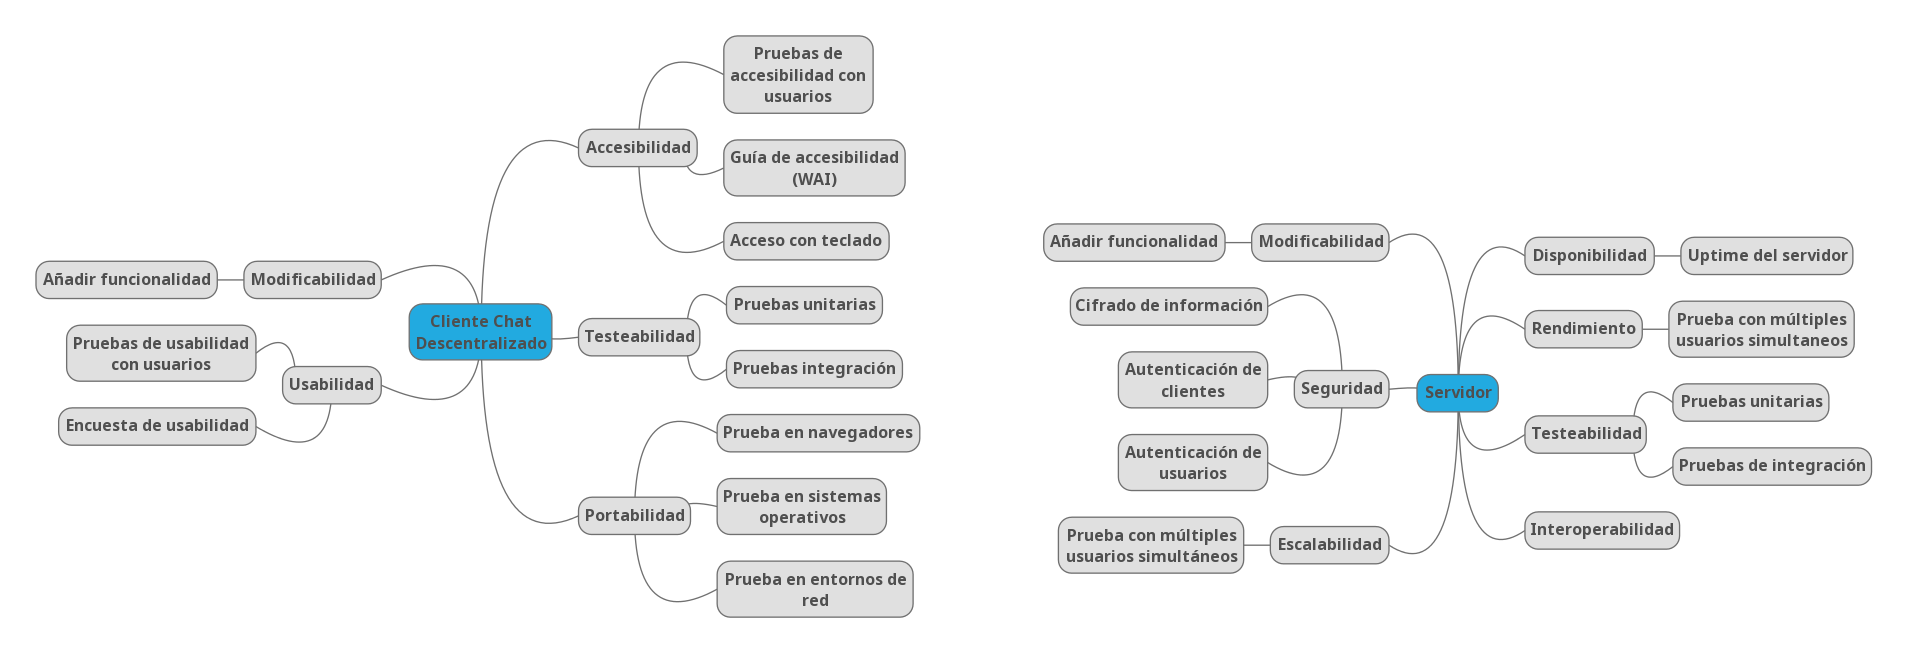 Pruebas de
accesibilidad con
usuarios
Accesibilidad
Guía de accesibilidad
(WAI)
Acceso con teclado
Añadir funcionalidad
Modificabilidad
Pruebas de usabilidad
con usuarios
Usabilidad
Encuesta de usabilidad
Cliente Chat
Descentralizado
Testeabilidad
Pruebas unitarias
Pruebas integración
Portabilidad
Prueba en navegadores
Prueba en sistemas
operativos
Prueba en entornos de
red
Añadir funcionalidad
Modificabilidad
Cifrado de información
Autenticación de
clientes
Seguridad
Autenticación de
usuarios
Prueba con múltiples
usuarios simultáneos
Escalabilidad
Servidor
Disponibilidad
Uptime del servidor
Rendimiento
Prueba con múltiples
usuarios simultaneos
Testeabilidad
Pruebas unitarias
Pruebas de integración
Interoperabilidad